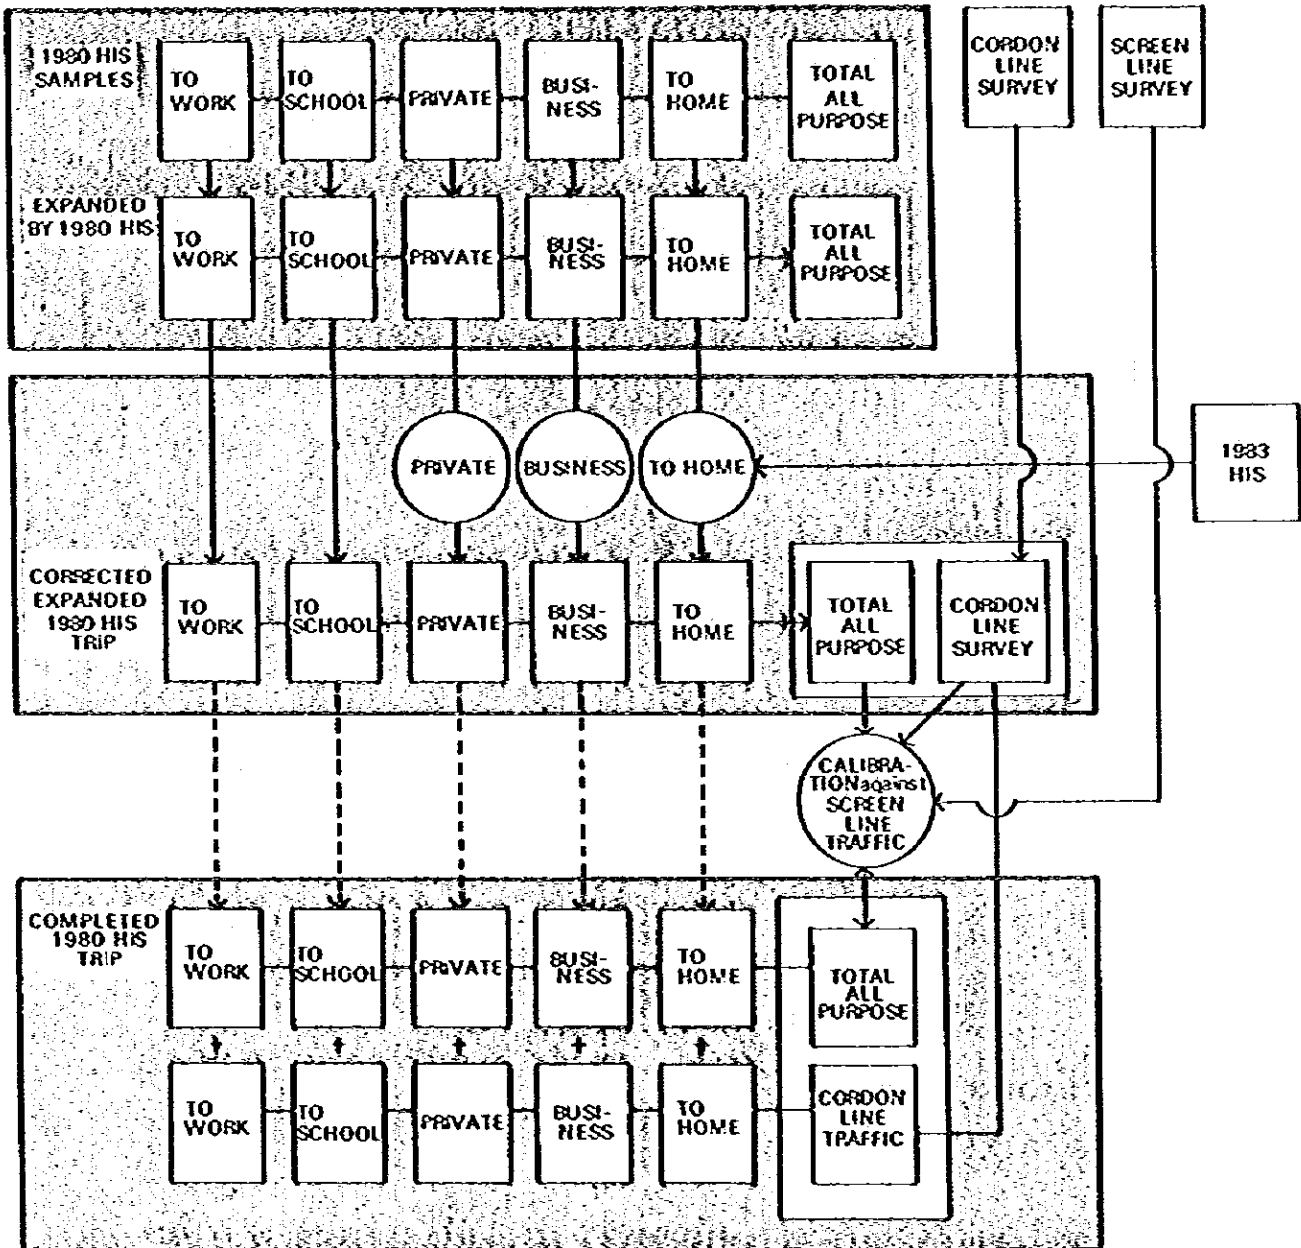 1980 HIS
SAMPLES
TO
WORK
TO
SCHOOL
PRIVATE
BUSI-
NESS
TO
HOME
TOTAL
ALL
PURPOSE
CORDON
LINE
SURVEY
SCREEN
LINE
SURVEY
EXPANDED
BY 1980 HIS
TO
WORK
TO
SCHOOL
PRIVATE
BUSI-
NESS
TO
HOME
TOTAL
ALL
PURPOSE
PRIVATE
BUSINESS
TO HOME
1983
HIS
CORRECTED
EXPANDED
1980 HIS
TRIP
TO
WORK
TO
SCHOOL
PRIVATE
BUSI-
NESS
TO
HOME
TOTAL
ALL
PURPOSE
CORDON
LINE
SURVEY
CALIBRA-
TION against
SCREEN
LINE
TRAFFIC
COMPLETED
1980 HIS
TRIP
TO
WORK
TO
SCHOOL
PRIVATE
BUSI-
NESS
TO
HOME
TOTAL
ALL
PURPOSE
TO
WORK
TO
SCHOOL
PRIVATE
BUSI-
NESS
TO
HOME
CORDON
LINE
TRAFFIC